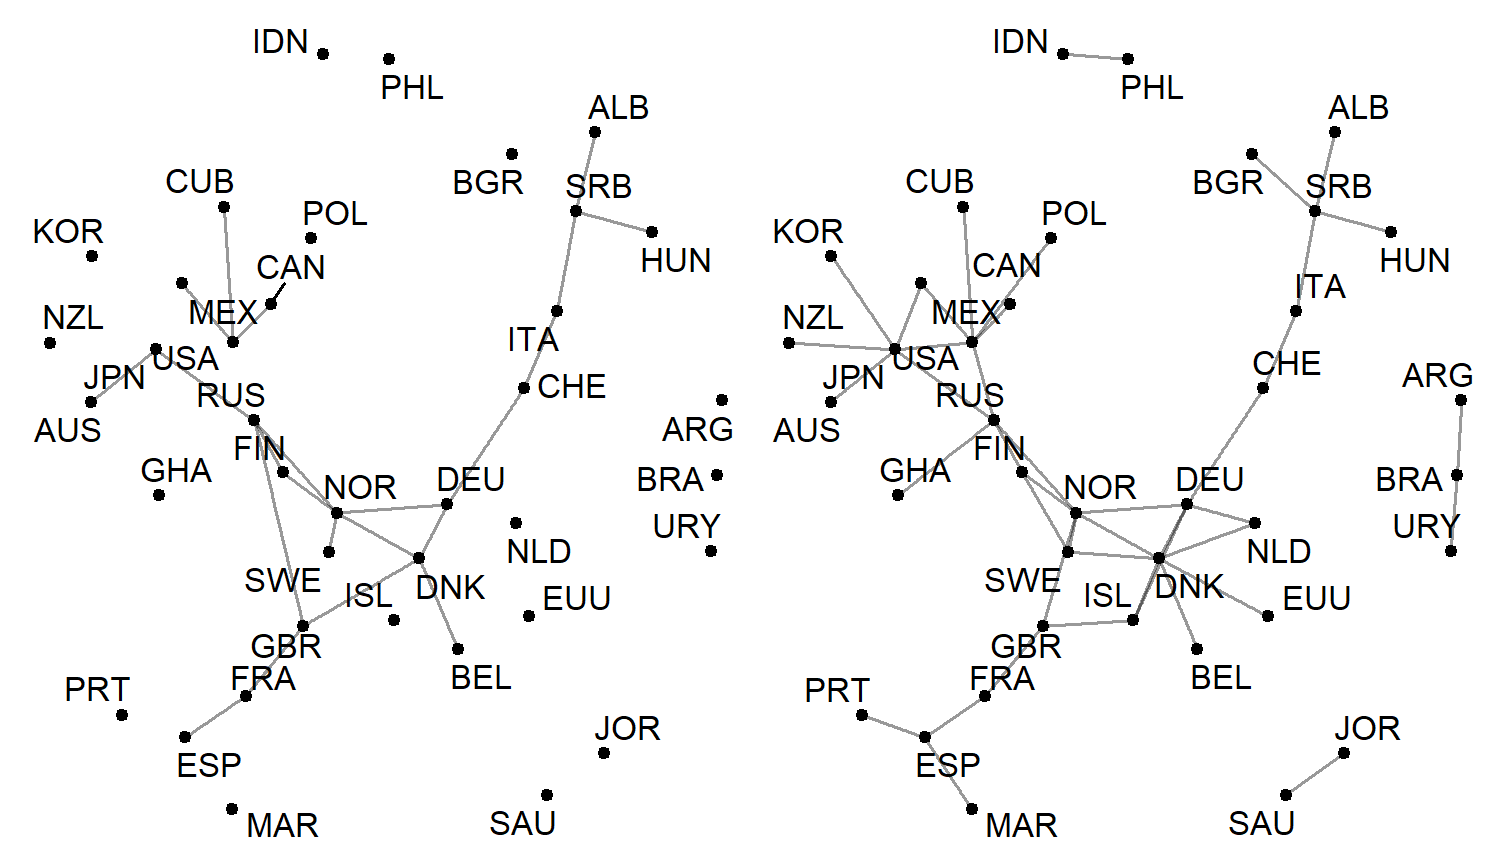 IDN
PHL
ALB
CUB
BGR
SRB
POL
KOR
CAN
HUN
NZL
MEX
ITA
USA
JPN
CHE
RUS
AUS
ARG
FIN
GHA
NOR
DEU
BRA
URY
NLD
SWE
ISL
DNK
EUU
GBR
FRA
BEL
PRT
ESP
JOR
MAR
SAU
IDN
PHL
ALB
CUB
BGR
SRB
POL
KOR
CAN
HUN
NZL
MEX
ITA
USA
JPN
CHE
RUS
ARG
AUS
FIN
GHA
NOR
DEU
BRA
URY
NLD
SWE
ISL
DNK
EUU
GBR
FRA
BEL
PRT
ESP
JOR
MAR
SAU